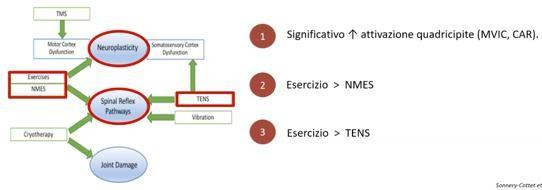 TMS
Motor Cortex
Dysfunction
Neuroplasticity
Somatosensory Cortex
Dysfunction
Exercises
NMES
Spinal Reflex
Pathways
TENS
Vibration
Cryotherapy
Joint Damage
1 Significativo ↑ attivazione quadricipite (MVIC, CAR).
2 Esercizio > NMES
3 Esercizio > TENS
Sonnery-Cottet et